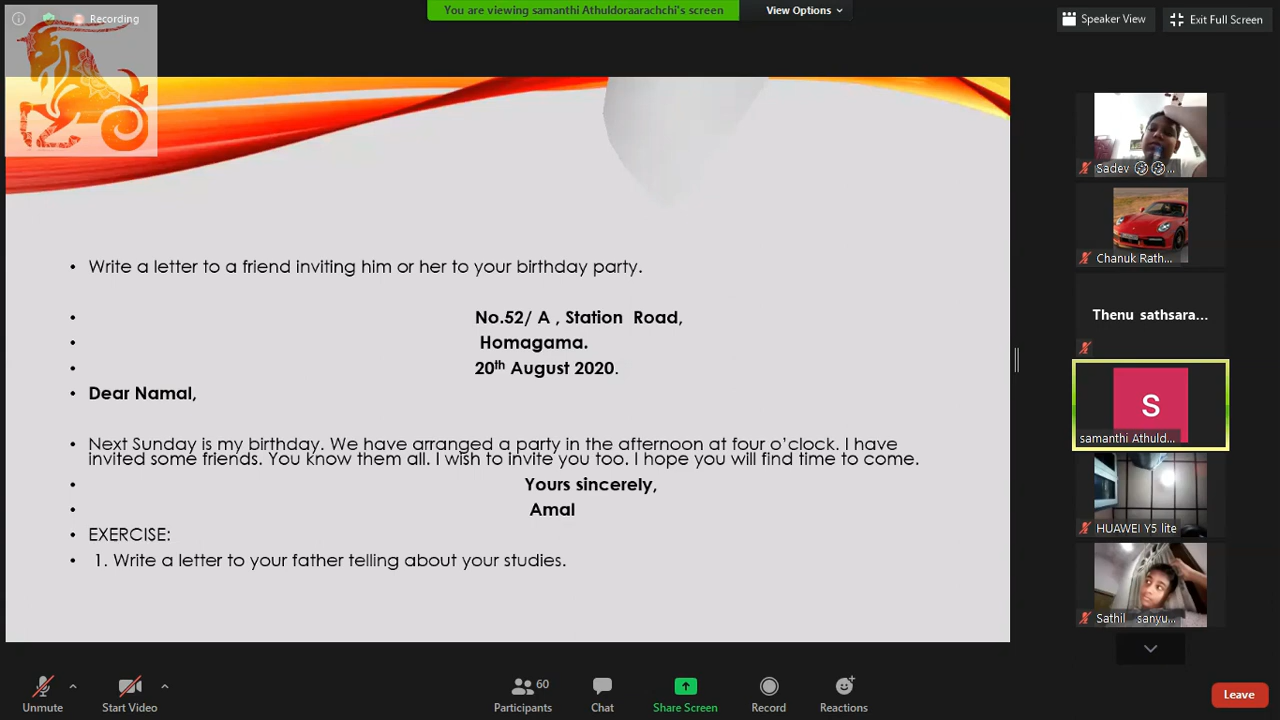 Recording
You are viewing samanthi Athuldoraarachchi's screen
View Options
Speaker View
Exit Full Screen
• Write a letter to a friend inviting him or her to your birthday party.
• No.52/ A , Station Road,
• Homagama.
• 20th August 2020.
• Dear Namal,
• Next Sunday is my birthday. We have arranged a party in the afternoon at four o'clock. I have
invited some friends. You know them all. I wish to invite you too. I hope you will find time to come.
• Yours sincerely,
• Amal
• EXERCISE:
• 1. Write a letter to your father telling about your studies.
Sadev ...
Chanuk Rath...
Thenu sathsara...
S
samanthi Athuld...
HUAWEI Y5 lite
Sathil _ sanyu...
Unmute
Start Video
60
Participants
Chat
Share Screen
Record
Reactions
Leave